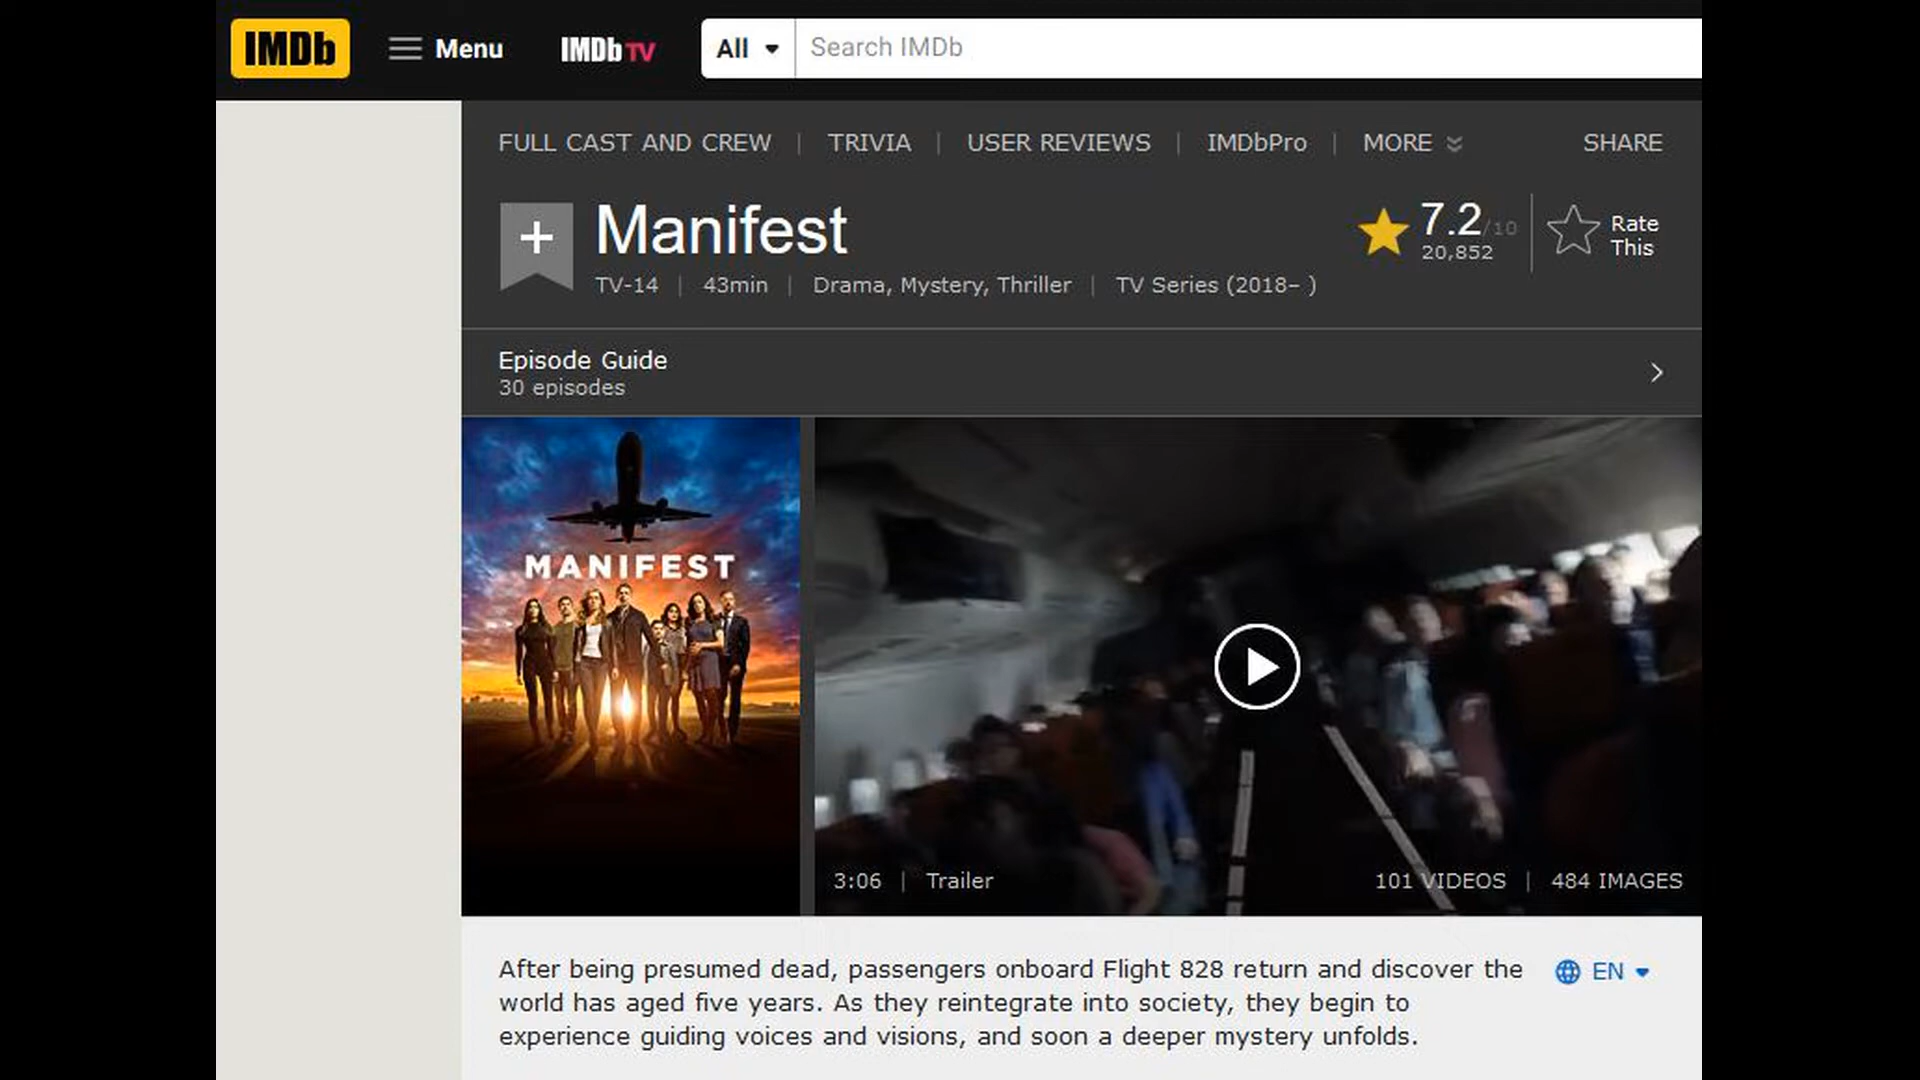 IMDb Menu IMDb TV All Search IMDb
FULL CAST AND CREW | TRIVIA | USER REVIEWS | IMDbPro | MORE SHARE
+ Manifest 7.2/10 Rate
20,852 This
TV-14 | 43min | Drama, Mystery, Thriller | TV Series (2018– )
Episode Guide
30 episodes
MANIFEST
3:06 | Trailer 101 VIDEOS | 484 IMAGES
After being presumed dead, passengers onboard Flight 828 return and discover the EN
world has aged five years. As they reintegrate into society, they begin to
experience guiding voices and visions, and soon a deeper mystery unfolds.